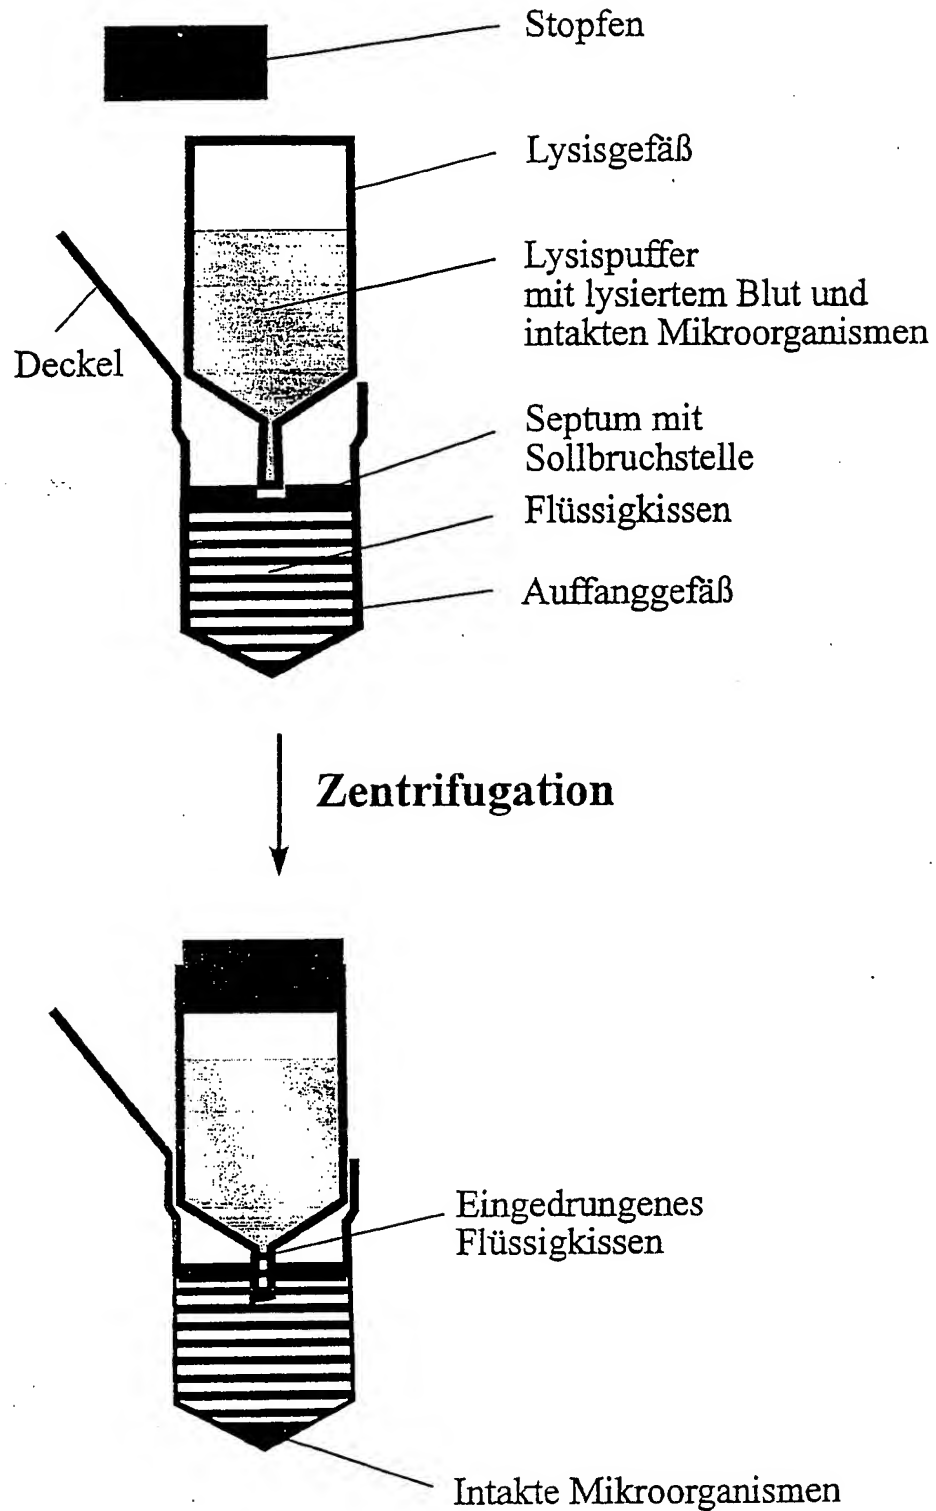 Stopfen
Lysisgefäß
Lysispuffer
mit lysiertem Blut und
intakten Mikroorganismen
Deckel
Septum mit
Sollbruchstelle
Flüssigkissen
Auffanggefäß
Zentrifugation
Eingedrungenes
Flüssigkissen
Intakte Mikroorganismen